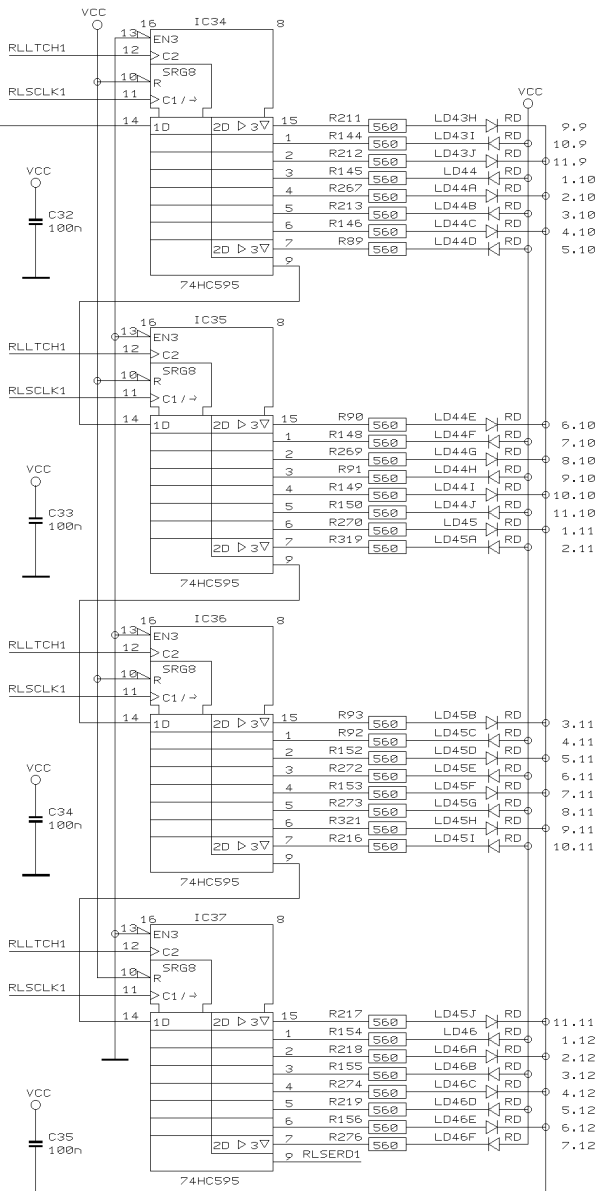 VCC
16 IC34 8
13 EN3
RLLTCH1 12 C2
10 SRG8
R
RLSCLK1 11 C1/→
VCC
14 1D 2D ▷ 3▽ 15 R211 560 LD43H RD 9.9
1 R144 560 LD43I RD 10.9
2 R212 560 LD43J RD 11.9
VCC 3 R145 560 LD44 RD 1.10
4 R267 560 LD44A RD 2.10
C32 5 R213 560 LD44B RD 3.10
100n 6 R146 560 LD44C RD 4.10
2D ▷ 3▽ 7 R89 560 LD44D RD 5.10
9
74HC595
16 IC35 8
13 EN3
RLLTCH1 12 C2
10 SRG8
R
RLSCLK1 11 C1/→
14 1D 2D ▷ 3▽ 15 R90 560 LD44E RD 6.10
1 R148 560 LD44F RD 7.10
2 R269 560 LD44G RD 8.10
VCC 3 R91 560 LD44H RD 9.10
4 R149 560 LD44I RD 10.10
C33 5 R150 560 LD44J RD 11.10
100n 6 R270 560 LD45 RD 1.11
2D ▷ 3▽ 7 R319 560 LD45A RD 2.11
9
74HC595
16 IC36 8
13 EN3
RLLTCH1 12 C2
10 SRG8
R
RLSCLK1 11 C1/→
14 1D 2D ▷ 3▽ 15 R93 560 LD45B RD 3.11
1 R92 560 LD45C RD 4.11
2 R152 560 LD45D RD 5.11
VCC 3 R272 560 LD45E RD 6.11
4 R153 560 LD45F RD 7.11
C34 5 R273 560 LD45G RD 8.11
100n 6 R321 560 LD45H RD 9.11
2D ▷ 3▽ 7 R216 560 LD45I RD 10.11
9
74HC595
16 IC37 8
13 EN3
RLLTCH1 12 C2
10 SRG8
R
RLSCLK1 11 C1/→
14 1D 2D ▷ 3▽ 15 R217 560 LD45J RD 11.11
1 R154 560 LD46 RD 1.12
2 R218 560 LD46A RD 2.12
VCC 3 R155 560 LD46B RD 3.12
4 R274 560 LD46C RD 4.12
C35 5 R219 560 LD46D RD 5.12
100n 6 R156 560 LD46E RD 6.12
2D ▷ 3▽ 7 R276 560 LD46F RD 7.12
9 RLSERD1
74HC595